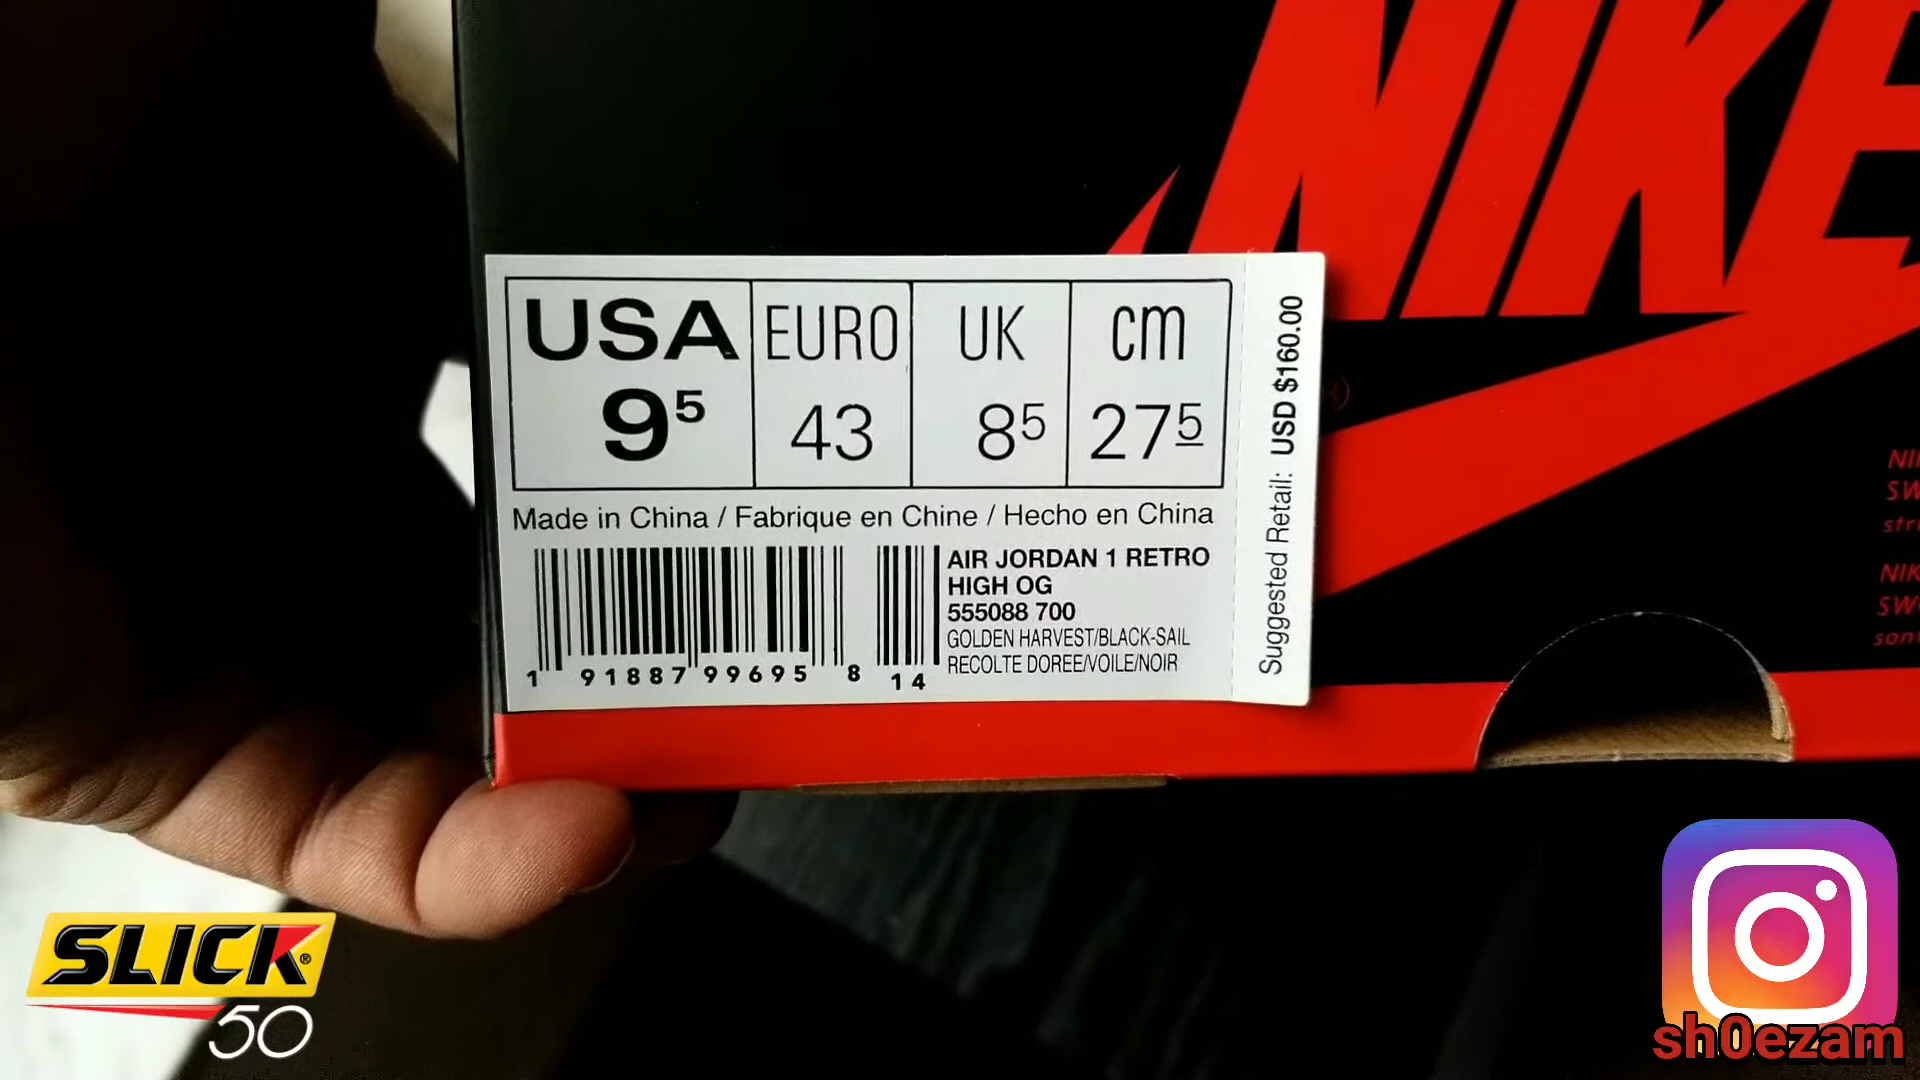 NIKE
USA EURO UK cm
9⁵ 43 8⁵ 27⁵
Made in China / Fabrique en Chine / Hecho en China
AIR JORDAN 1 RETRO
HIGH OG
555088 700
GOLDEN HARVEST/BLACK-SAIL
RECOLTE DOREE/VOILE/NOIR
1 91887 99695 8 14
Suggested Retail: USD $160.00
SLICK®
50
sh0ezam